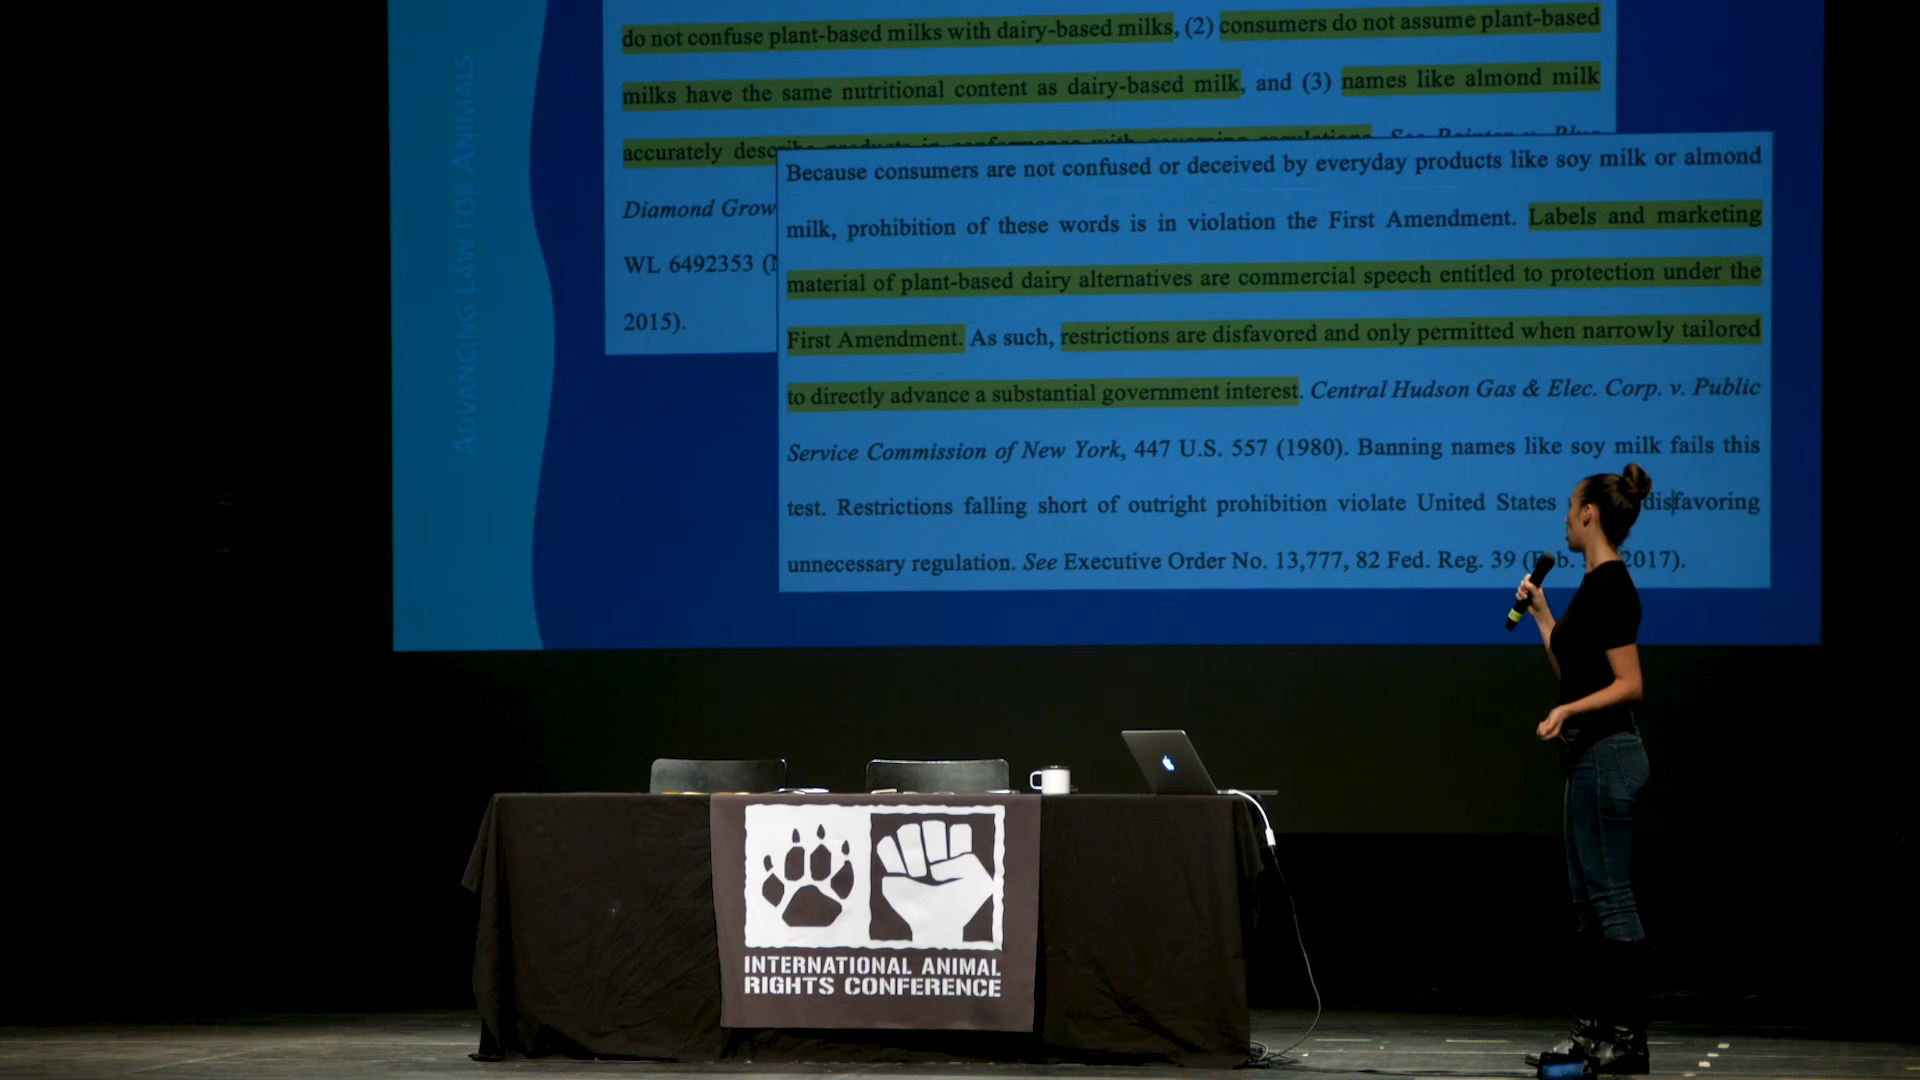 do not confuse plant-based milks with dairy-based milks, (2) consumers do not assume plant-based
milks have the same nutritional content as dairy-based milk, and (3) names like almond milk
accurately desc
Diamond Grow
WL 6492353 (
2015).
Because consumers are not confused or deceived by everyday products like soy milk or almond
milk, prohibition of these words is in violation the First Amendment. Labels and marketing
material of plant-based dairy alternatives are commercial speech entitled to protection under the
First Amendment. As such, restrictions are disfavored and only permitted when narrowly tailored
to directly advance a substantial government interest. Central Hudson Gas & Elec. Corp. v. Public
Service Commission of New York, 447 U.S. 557 (1980). Banning names like soy milk fails this
test. Restrictions falling short of outright prohibition violate United States disfavoring
unnecessary regulation. See Executive Order No. 13,777, 82 Fed. Reg. 39 ( 2017).
ADVANCING LAW FOR ANIMALS
INTERNATIONAL ANIMAL
RIGHTS CONFERENCE